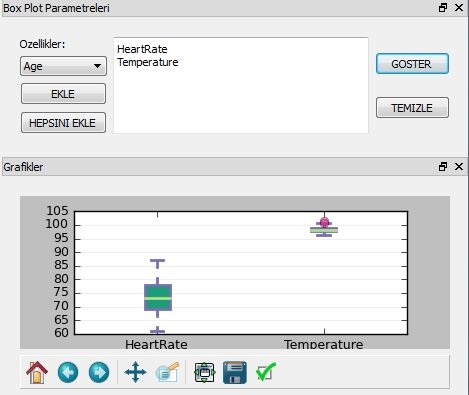 Box Plot Parametreleri
Ozellikler:
Age
EKLE
HEPSINI EKLE
HeartRate
Temperature
GOSTER
TEMIZLE
Grafikler
105
100
95
90
85
80
75
70
65
60
HeartRate
Temperature